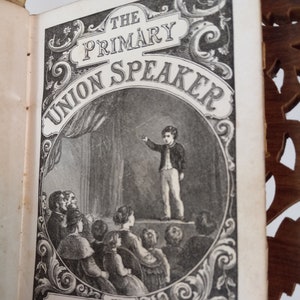 THE
PRIMARY
UNION SPEAKER